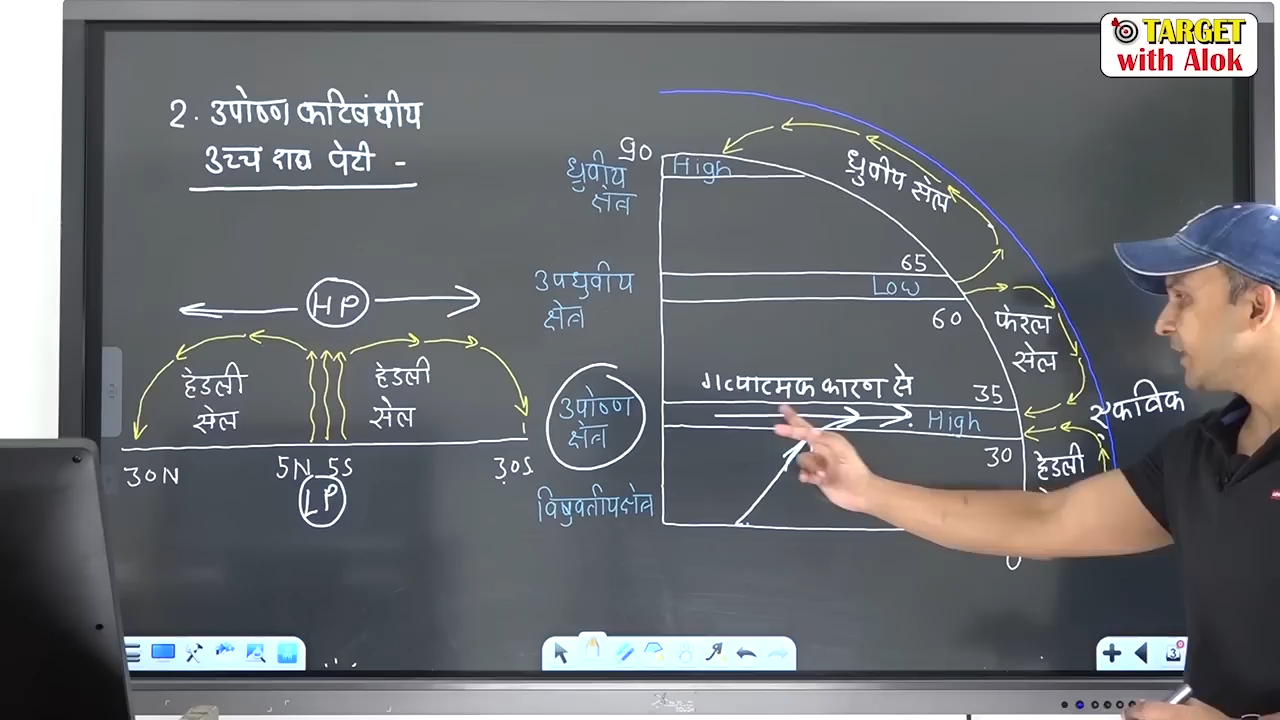 TARGET
with Alok
2. उपोष्ण कटिबंधीय
उच्च दाब पेटी -
HP
हेडली
सेल
हेडली
सेल
30N
5N 5S
30S
LP
90
ध्रुवीय
क्षेत्र
High
ध्रुवीय सेल
उपध्रुवीय
क्षेत्र
65
Low
60
फेरल
सेल
उपोष्ण
क्षेत्र
गत्यात्मक कारण से
35
High
30
हेडली
विषुवतीय क्षेत्र
0
3